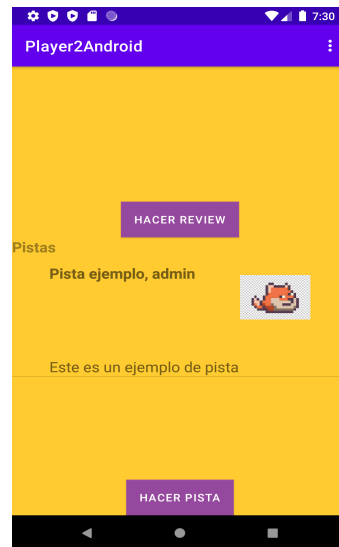 7:30
Player2Android
HACER REVIEW
Pistas
Pista ejemplo, admin
Este es un ejemplo de pista
HACER PISTA